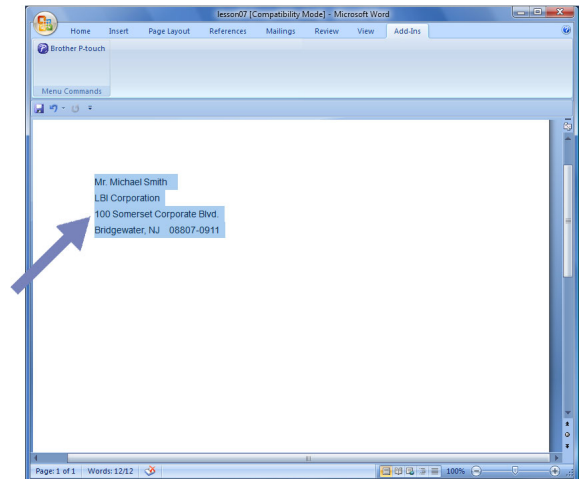 lesson07 [Compatibility Mode] - Microsoft Word
Home Insert Page Layout References Mailings Review View Add-Ins
Brother P-touch
Menu Commands
Mr. Michael Smith
LBI Corporation
100 Somerset Corporate Blvd.
Bridgewater, NJ 08807-0911
Page: 1 of 1 Words: 12/12 100%